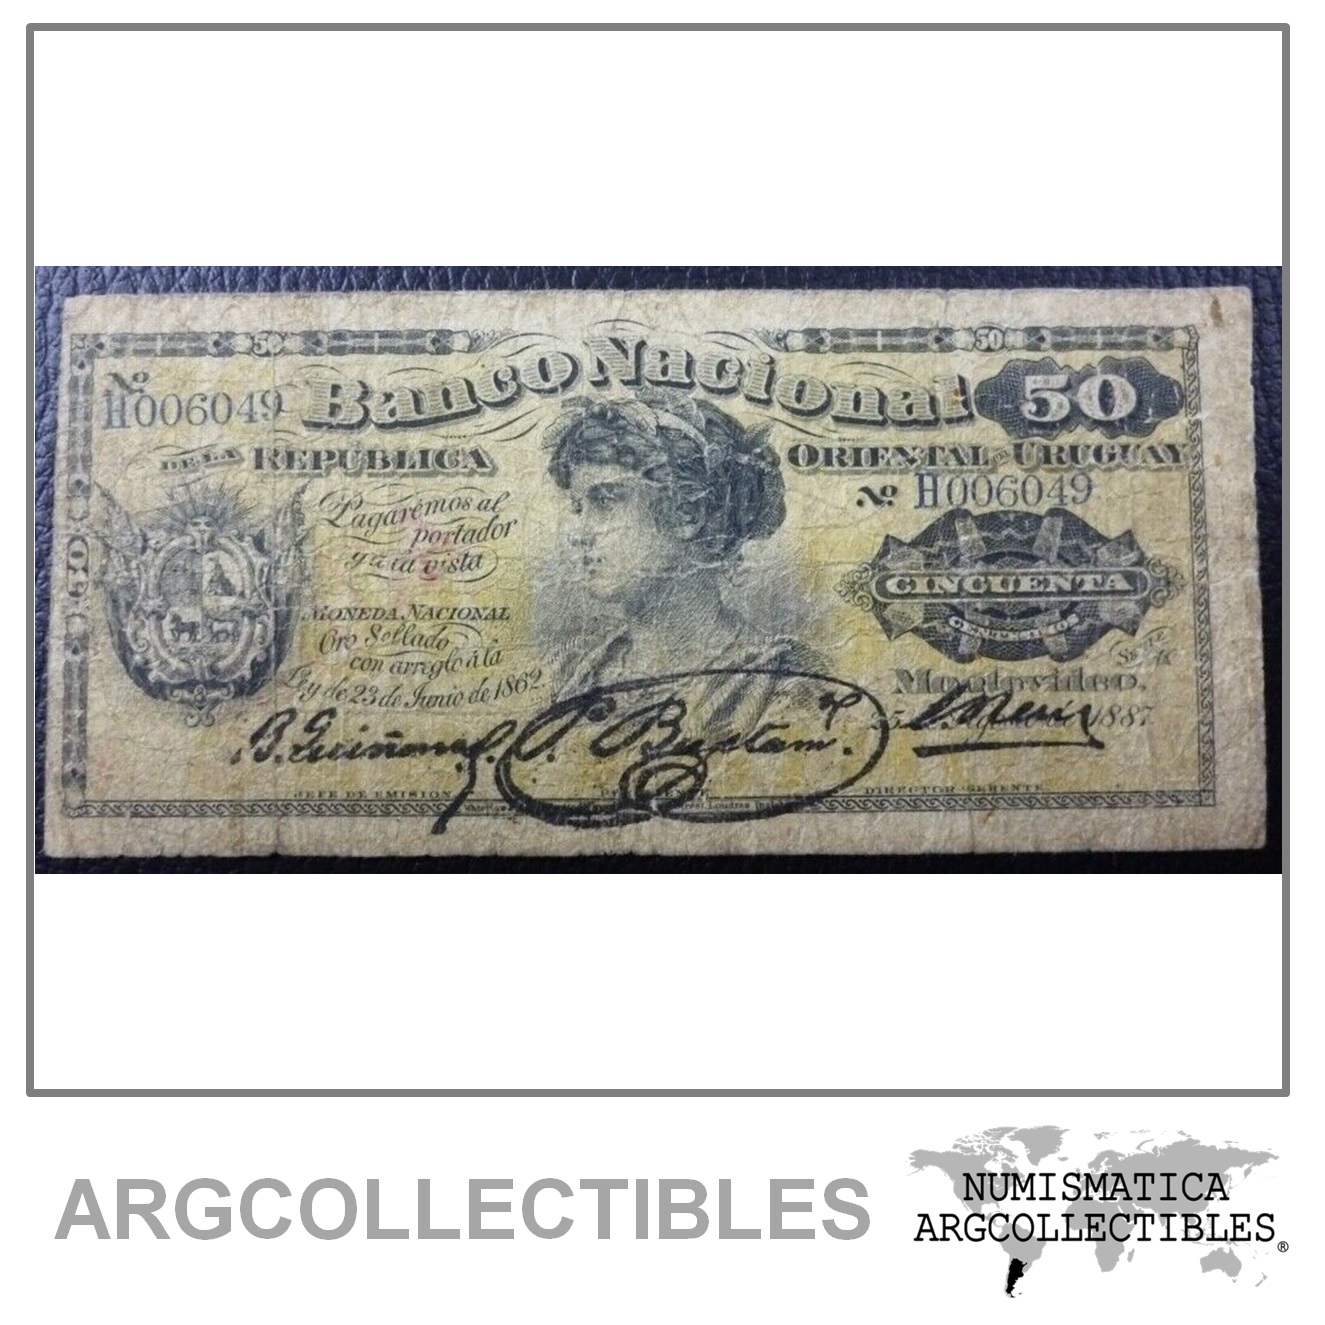 50
50
Banco Nacional
50
Nº
H006049
DE LA REPÚBLICA
ORIENTAL DEL URUGUAY
Nº H006049
Pagarémos al
portador
y a la vista
CINCUENTA
50
MONEDA NACIONAL
Oro Sellado
con arreglo á la
Ley de 23 de Junio de 1862
Montevideo,
1887
JEFE DE EMISION
DIRECTOR GERENTE
ARGCOLLECTIBLES
NUMISMATICA
ARGCOLLECTIBLES®